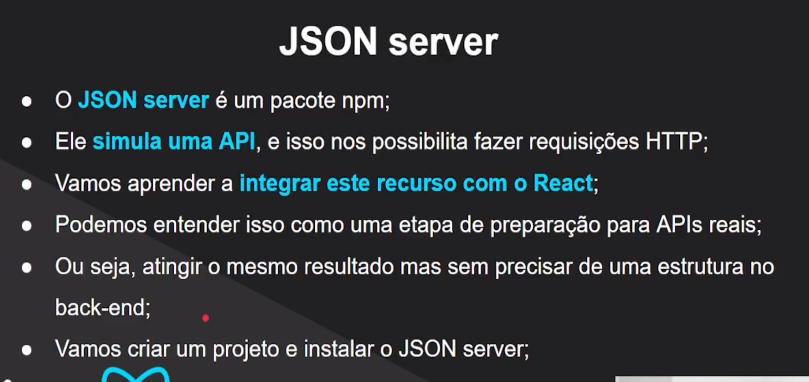 JSON server
● O JSON server é um pacote npm;
● Ele simula uma API, e isso nos possibilita fazer requisições HTTP;
● Vamos aprender a integrar este recurso com o React;
● Podemos entender isso como uma etapa de preparação para APIs reais;
● Ou seja, atingir o mesmo resultado mas sem precisar de uma estrutura no
back-end;
● Vamos criar um projeto e instalar o JSON server;